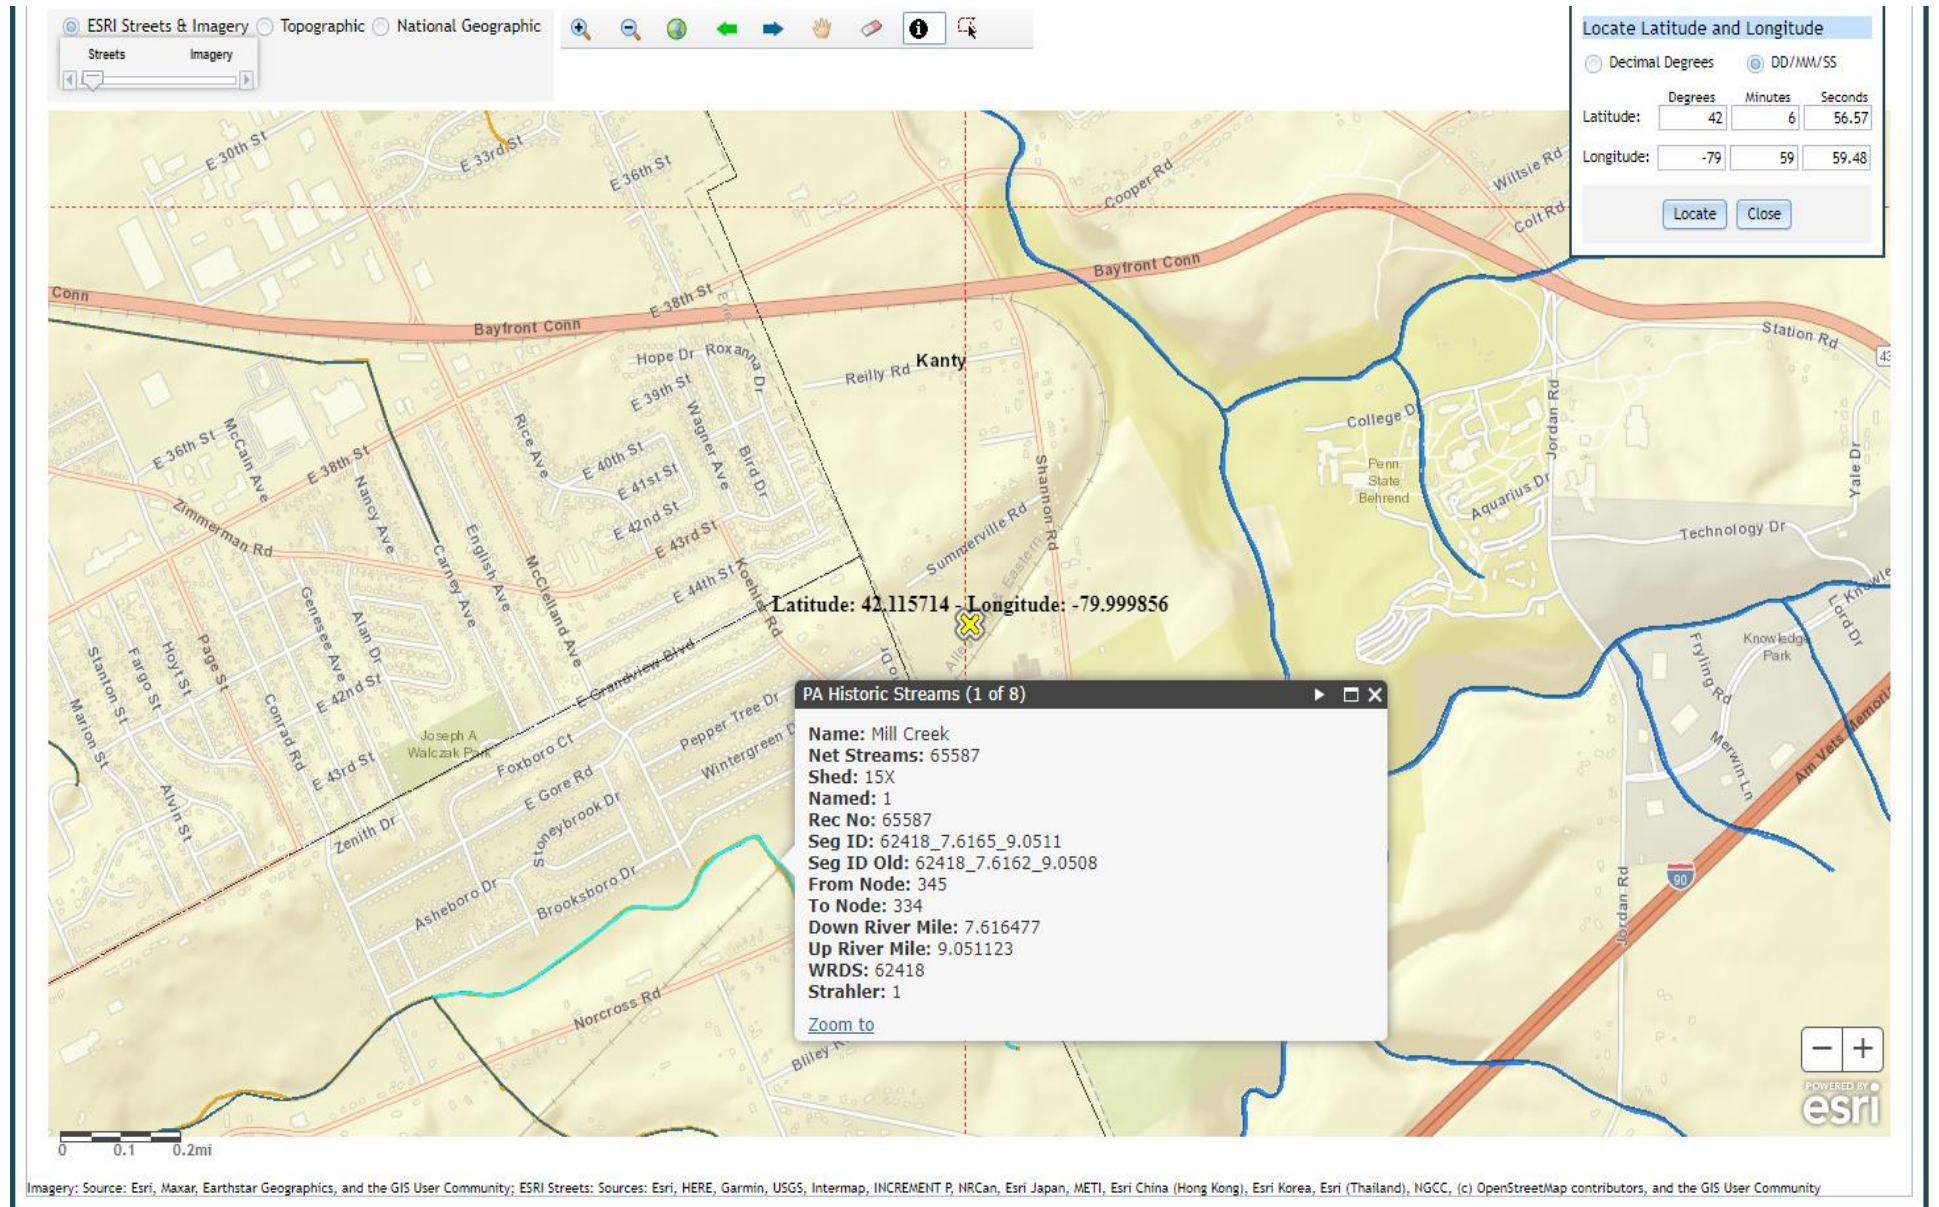 ESRI Streets & Imagery Topographic National Geographic
Streets Imagery
Locate Latitude and Longitude
Decimal Degrees DD/MM/SS
Degrees Minutes Seconds
Latitude: 42 6 56.57
Longitude: -79 59 59.48
Locate Close
E 30th St
E 33rd St
E 36th St
Cooper Rd
Wiltsie Rd
Colt Rd
Conn
Bayfront Conn
E 38th St
Bayfront Conn
Station Rd
43
Hope Dr
Roxanna Dr
Reilly Rd
Kanty
E 39th St
Rice Ave
Wagner Ave
Bird Dr
E 40th St
E 41st St
E 42nd St
E 43rd St
E 44th St
College Dr
Jordan Rd
Penn
State
Behrend
Aquarius Dr
Yale Dr
Technology Dr
E 36th St
McCain Ave
E 38th St
Nancy Ave
Zimmerman Rd
Carney Ave
English Ave
McClelland Ave
Koehler Rd
Summerville Rd
Shannon Rd
Latitude: 42.115714 - Longitude: -79.999856
Genesee Ave
Alan Dr
Page St
Hoyt St
Fargo St
Stanton St
Marion St
E 42nd St
Conrad Rd
E 43rd St
Alvin St
Joseph A
Walczak Park
E Grandview Blvd
Foxboro Ct
E Gore Rd
Stoneybrook Dr
Pepper Tree Dr
Wintergreen D
Zenith Dr
Asheboro Dr
Brooksboro Dr
Norcross Rd
Bliley R
Knowledge
Park
Fryling Rd
Merwin Ln
Ford Dr
Knowle
Am Vets Memori
90
Jordan Rd
PA Historic Streams (1 of 8)
Name: Mill Creek
Net Streams: 65587
Shed: 15X
Named: 1
Rec No: 65587
Seg ID: 62418_7.6165_9.0511
Seg ID Old: 62418_7.6162_9.0508
From Node: 345
To Node: 334
Down River Mile: 7.616477
Up River Mile: 9.051123
WRDS: 62418
Strahler: 1
Zoom to
POWERED BY
esri
0 0.1 0.2mi
Imagery: Source: Esri, Maxar, Earthstar Geographics, and the GIS User Community; ESRI Streets: Sources: Esri, HERE, Garmin, USGS, Intermap, INCREMENT P, NRCan, Esri Japan, METI, Esri China (Hong Kong), Esri Korea, Esri (Thailand), NGCC, (c) OpenStreetMap contributors, and the GIS User Community